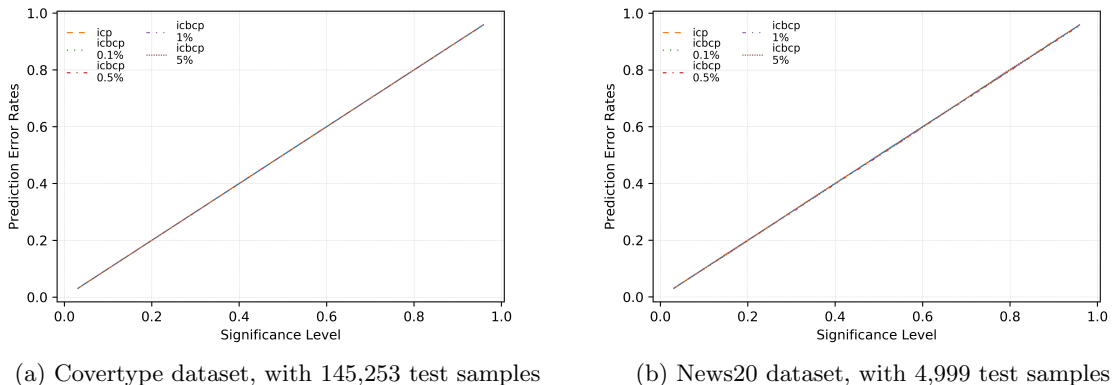 1.0
0.8
0.6
0.4
0.2
0.0
Prediction Error Rates
icp
icbcp
0.1%
icbcp
0.5%
icbcp
1%
icbcp
5%
0.0 0.2 0.4 0.6 0.8 1.0
Significance Level
(a) Covertype dataset, with 145,253 test samples
1.0
0.8
0.6
0.4
0.2
0.0
Prediction Error Rates
icp
icbcp
0.1%
icbcp
0.5%
icbcp
1%
icbcp
5%
0.0 0.2 0.4 0.6 0.8 1.0
Significance Level
(b) News20 dataset, with 4,999 test samples